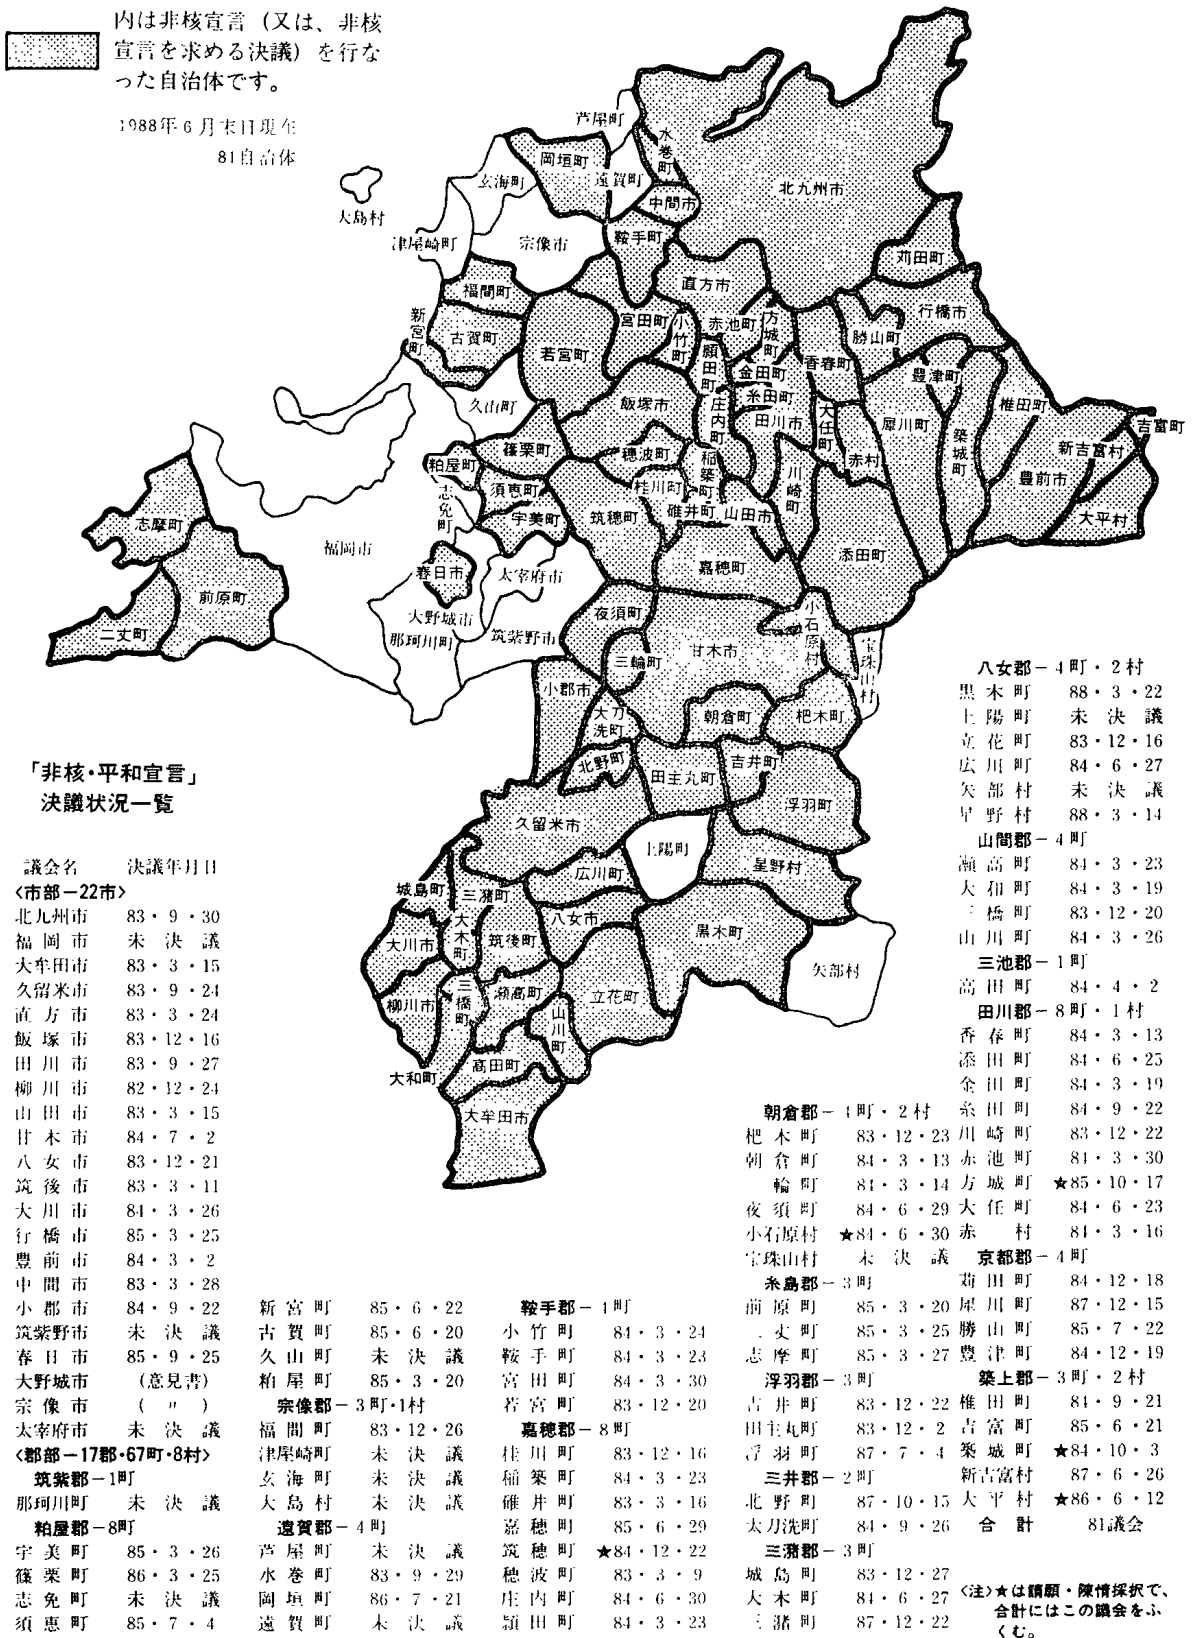 内は非核宣言（又は、非核
宣言を求める決議）を行な
った自治体です。
1988年6月末日現在
81自治体
芦屋町
水巻町
岡垣町
遠賀町
玄海町
北九州市
中間市
大島村
津屋崎町
宗像市
鞍手町
苅田町
直方市
福間町
行橋市
新宮町
宮田町
小竹町
赤池町
方城町
勝山町
古賀町
若宮町
頴田町
金田町
香春町
豊津町
久山町
飯塚市
庄内町
糸田町
田川市
大任町
犀川町
築城町
椎田町
吉富町
篠栗町
穂波町
稲築町
川崎町
赤村
新吉富村
粕屋町
志免町
須恵町
桂川町
豊前市
宇美町
筑穂町
碓井町
山田市
大平村
志摩町
福岡市
添田町
春日市
太宰府市
嘉穂町
前原町
大野城市
夜須町
小石原村
二丈町
那珂川町
筑紫野市
三輪町
甘木市
宝珠山村
小郡市
大刀洗町
朝倉町
杷木町
北野町
田主丸町
吉井町
浮羽町
久留米市
上陽町
星野村
城島町
三潴町
広川町
八女市
大川市
大木町
筑後町
黒木町
矢部村
柳川市
三橋町
瀬高町
立花町
山川町
大和町
高田町
大牟田市
「非核・平和宣言」
決議状況一覧
議会名 決議年月日
〈市部－22市〉
北九州市 83・9・30
福岡市 未決議
大牟田市 83・3・15
久留米市 83・9・24
直方市 83・3・24
飯塚市 83・12・16
田川市 83・9・27
柳川市 82・12・24
山田市 83・3・15
甘木市 84・7・2
八女市 83・12・21
筑後市 83・3・11
大川市 84・3・26
行橋市 85・3・25
豊前市 84・3・2
中間市 83・3・28
小郡市 84・9・22
筑紫野市 未決議
春日市 85・9・25
大野城市 （意見書）
宗像市 （〃）
太宰府市 未決議
〈郡部－17郡・67町・8村〉
筑紫郡－1町
那珂川町 未決議
粕屋郡－8町
宇美町 85・3・26
篠栗町 86・3・25
志免町 未決議
須恵町 85・7・4
新宮町 85・6・22
古賀町 85・6・20
久山町 未決議
粕屋町 85・3・20
宗像郡－3町・1村
福間町 83・12・26
津屋崎町 未決議
玄海町 未決議
大島村 未決議
遠賀郡－4町
芦屋町 未決議
水巻町 83・9・29
岡垣町 86・7・21
遠賀町 未決議
鞍手郡－4町
小竹町 84・3・24
鞍手町 84・3・23
宮田町 84・3・30
若宮町 83・12・20
嘉穂郡－8町
桂川町 83・12・16
稲築町 84・3・23
碓井町 83・3・16
嘉穂町 85・6・29
筑穂町 ★84・12・22
穂波町 83・3・9
庄内町 84・6・30
頴田町 84・3・23
朝倉郡－4町・2村
杷木町 83・12・23
朝倉町 84・3・13
輪町 84・3・14
夜須町 84・6・29
小石原村 ★84・6・30
宝珠山村 未決議
糸島郡－3町
前原町 85・3・20
二丈町 85・3・25
志摩町 85・3・27
浮羽郡－3町
吉井町 83・12・22
田主丸町 83・12・2
浮羽町 87・7・4
三井郡－2町
北野町 87・10・15
太刀洗町 84・9・26
三潴郡－3町
城島町 83・12・27
大木町 84・6・27
三潴町 87・12・22
八女郡－4町・2村
黒木町 88・3・22
上陽町 未決議
立花町 83・12・16
広川町 84・6・27
矢部村 未決議
星野村 88・3・14
山門郡－4町
瀬高町 84・3・23
大和町 84・3・19
三橋町 83・12・20
山川町 84・3・26
三池郡－1町
高田町 84・4・2
田川郡－8町・1村
香春町 84・3・13
添田町 84・6・25
金田町 84・3・19
糸田町 84・9・22
川崎町 83・12・22
赤池町 84・3・30
方城町 ★85・10・17
大任町 84・6・23
赤村 84・3・16
京都郡－4町
苅田町 84・12・18
犀川町 87・12・15
勝山町 85・7・22
豊津町 84・12・19
築上郡－3町・2村
椎田町 84・9・21
吉富町 85・6・21
築城町 ★84・10・3
新吉富村 87・6・26
大平村 ★86・6・12
合計 81議会
〈注〉★は請願・陳情採択で、
合計にはこの議会をふ
くむ。